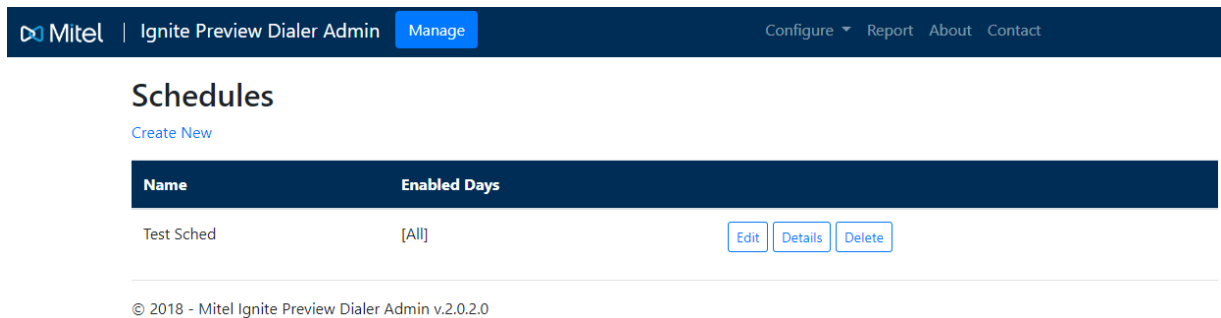 Mitel | Ignite Preview Dialer Admin Manage Configure Report About Contact
Schedules
Create New
Name Enabled Days
Test Sched [All] Edit Details Delete
© 2018 - Mitel Ignite Preview Dialer Admin v.2.0.2.0